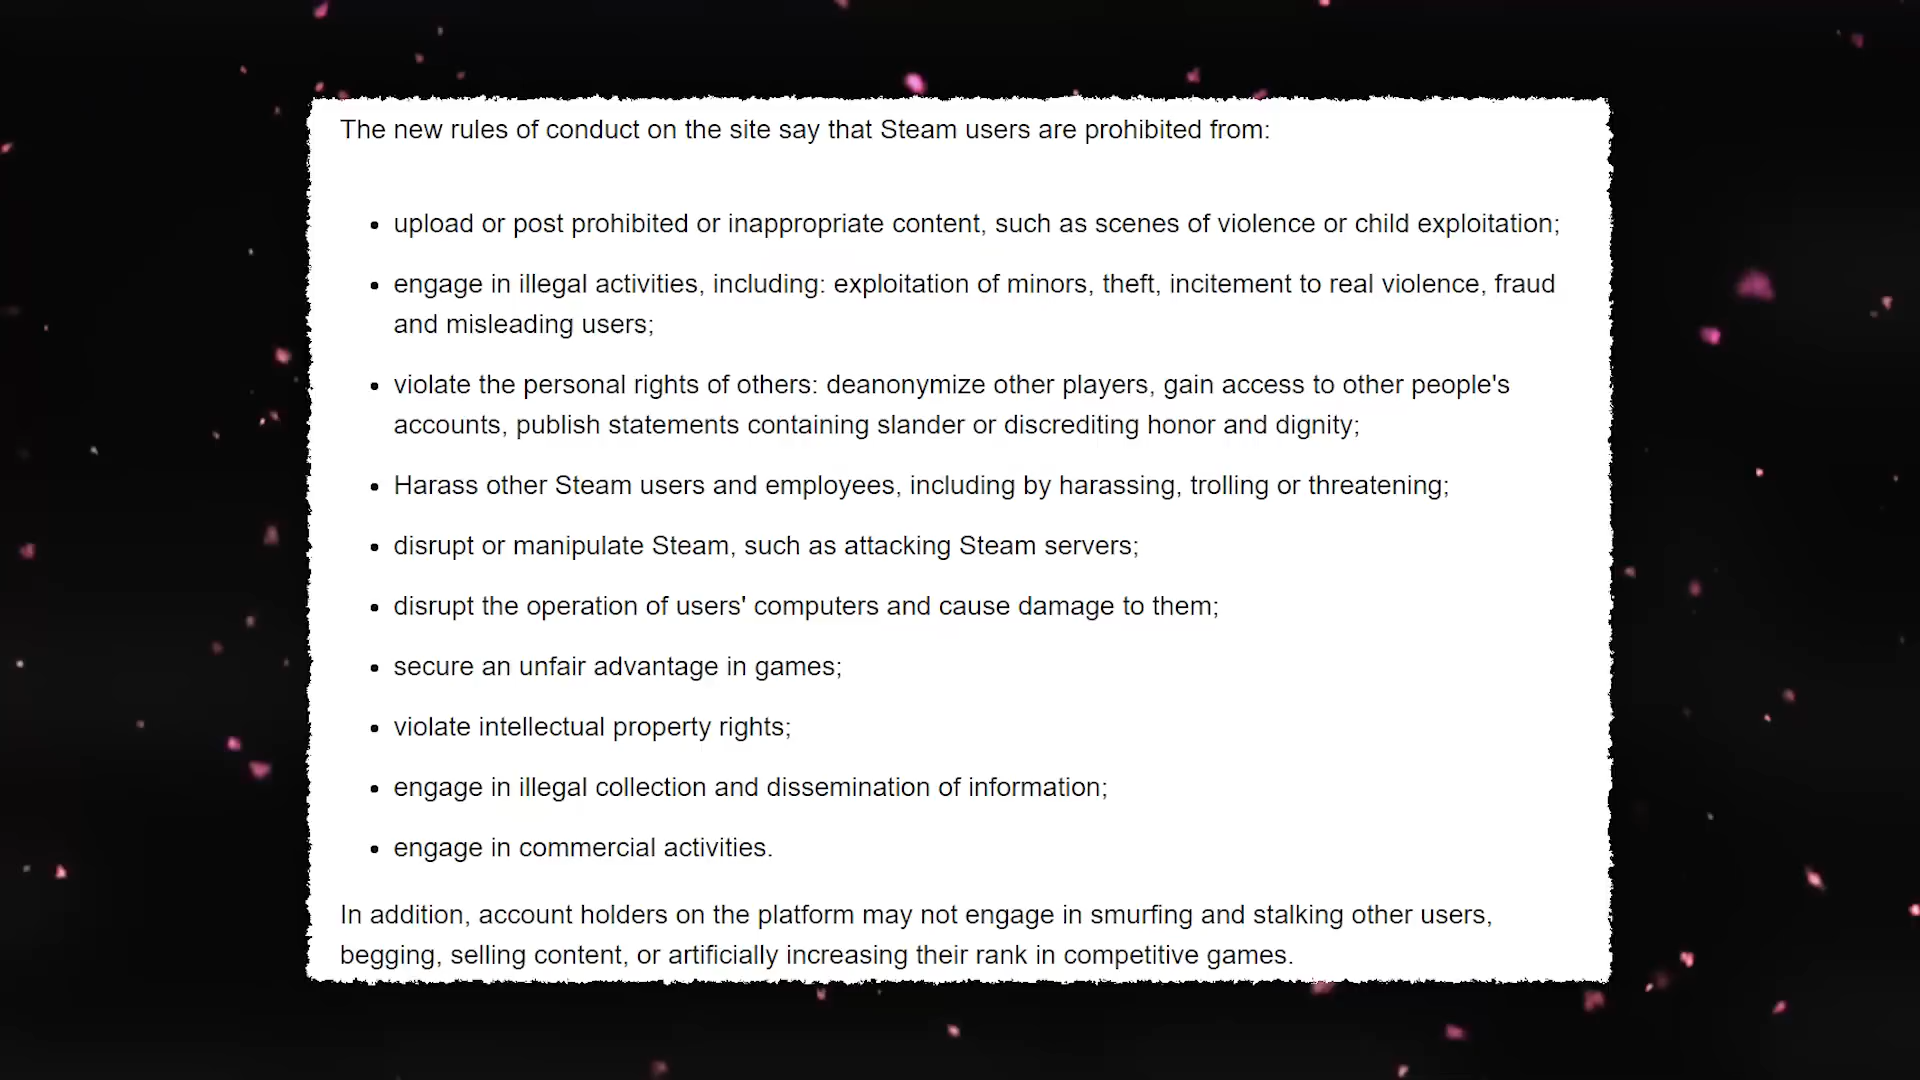 The new rules of conduct on the site say that Steam users are prohibited from:
• upload or post prohibited or inappropriate content, such as scenes of violence or child exploitation;
• engage in illegal activities, including: exploitation of minors, theft, incitement to real violence, fraud
and misleading users;
• violate the personal rights of others: deanonymize other players, gain access to other people's
accounts, publish statements containing slander or discrediting honor and dignity;
• Harass other Steam users and employees, including by harassing, trolling or threatening;
• disrupt or manipulate Steam, such as attacking Steam servers;
• disrupt the operation of users' computers and cause damage to them;
• secure an unfair advantage in games;
• violate intellectual property rights;
• engage in illegal collection and dissemination of information;
• engage in commercial activities.
In addition, account holders on the platform may not engage in smurfing and stalking other users,
begging, selling content, or artificially increasing their rank in competitive games.